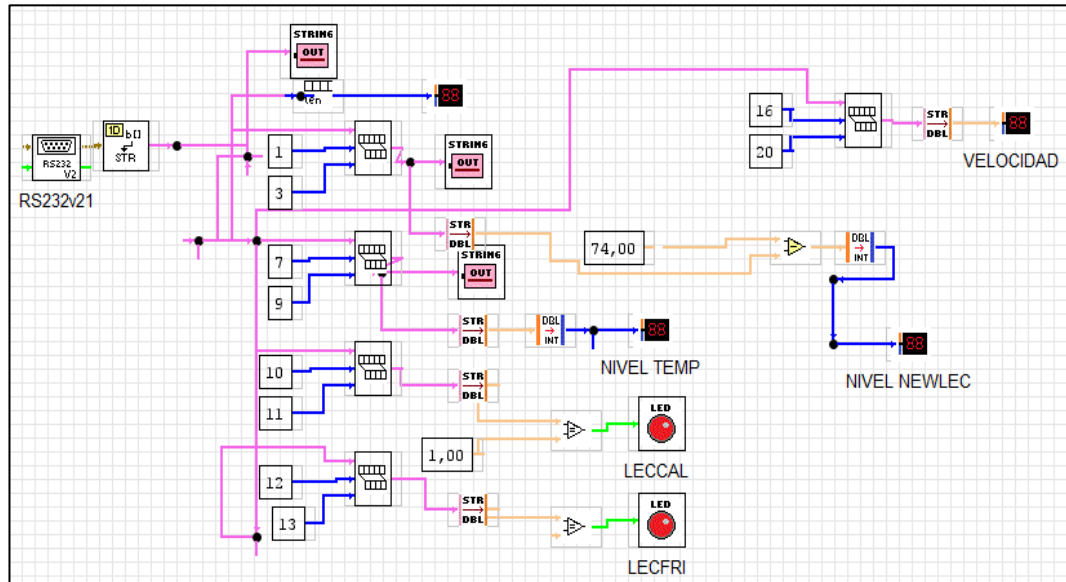 STRING
OUT
len
88
1D b[]
STR
RS232
V2
RS232v21
1
3
STRING
OUT
16
20
STR
DBL
88
VELOCIDAD
STR
DBL
74,00
DBL
INT
7
9
STRING
OUT
STR
DBL
DBL
INT
88
NIVEL TEMP
88
NIVEL NEWLEC
10
11
STR
DBL
1,00
LED
LECCAL
12
13
STR
DBL
LED
LECFRI